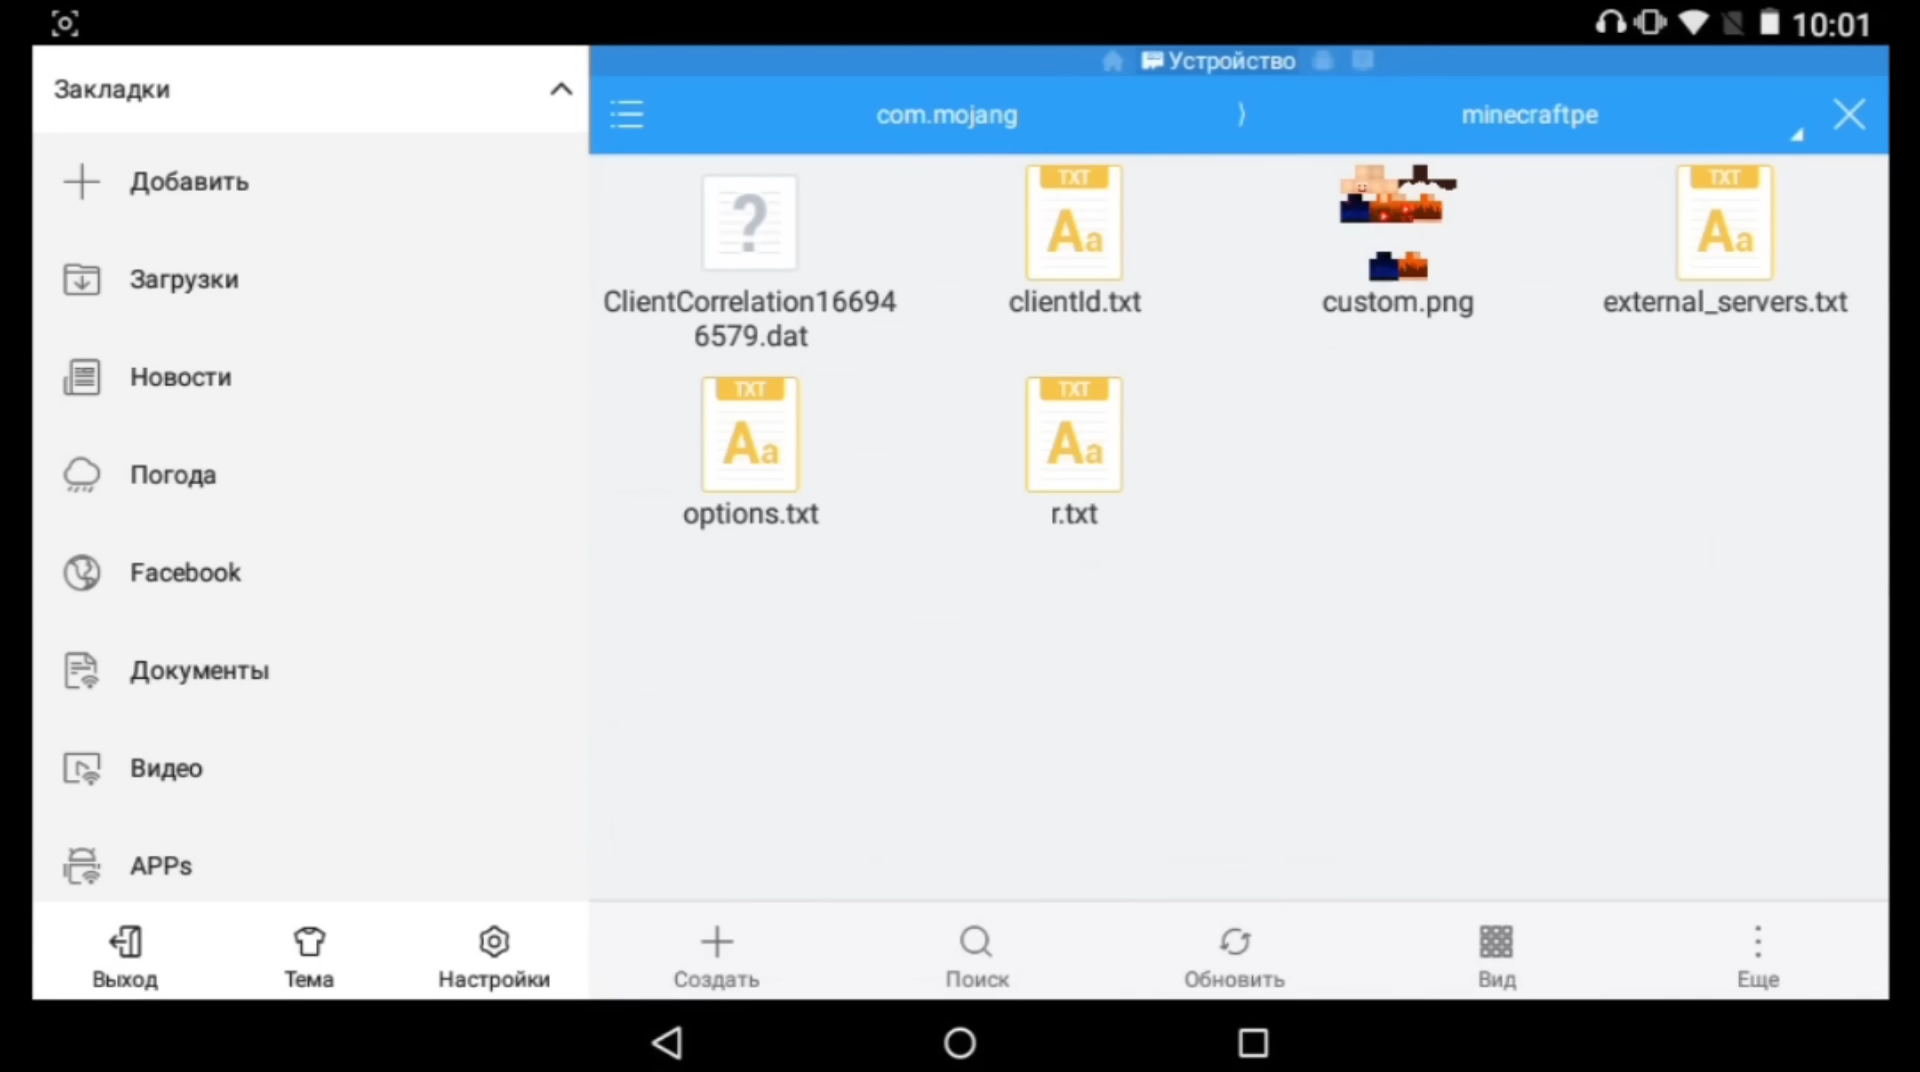 10:01
Закладки
Добавить
Загрузки
Новости
Погода
Facebook
Документы
Видео
APPs
Выход
Тема
Настройки
Устройство
com.mojang
minecraftpe
?
ClientCorrelation16694
6579.dat
TXT
Aa
clientId.txt
custom.png
TXT
Aa
external_servers.txt
TXT
Aa
options.txt
TXT
Aa
r.txt
Создать
Поиск
Обновить
Вид
Еще